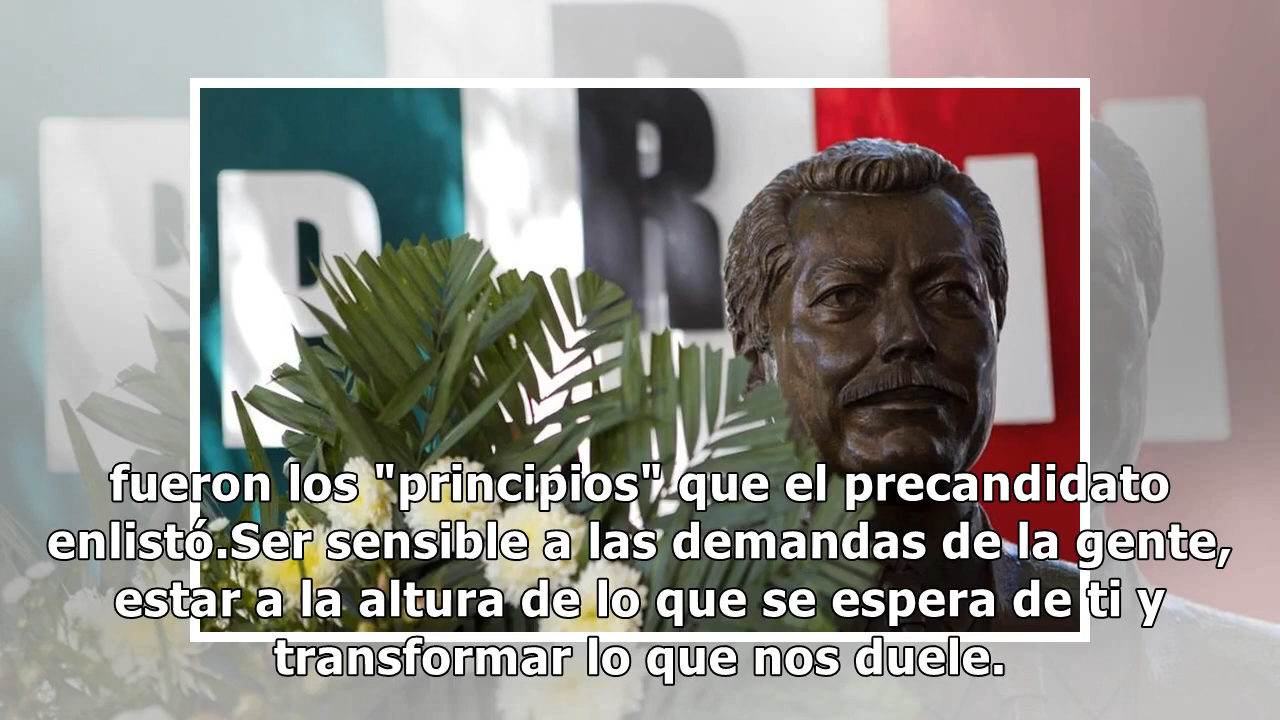 PRI
fueron los "principios" que el precandidato
enlistó.Ser sensible a las demandas de la gente,
estar a la altura de lo que se espera de ti y
transformar lo que nos duele.